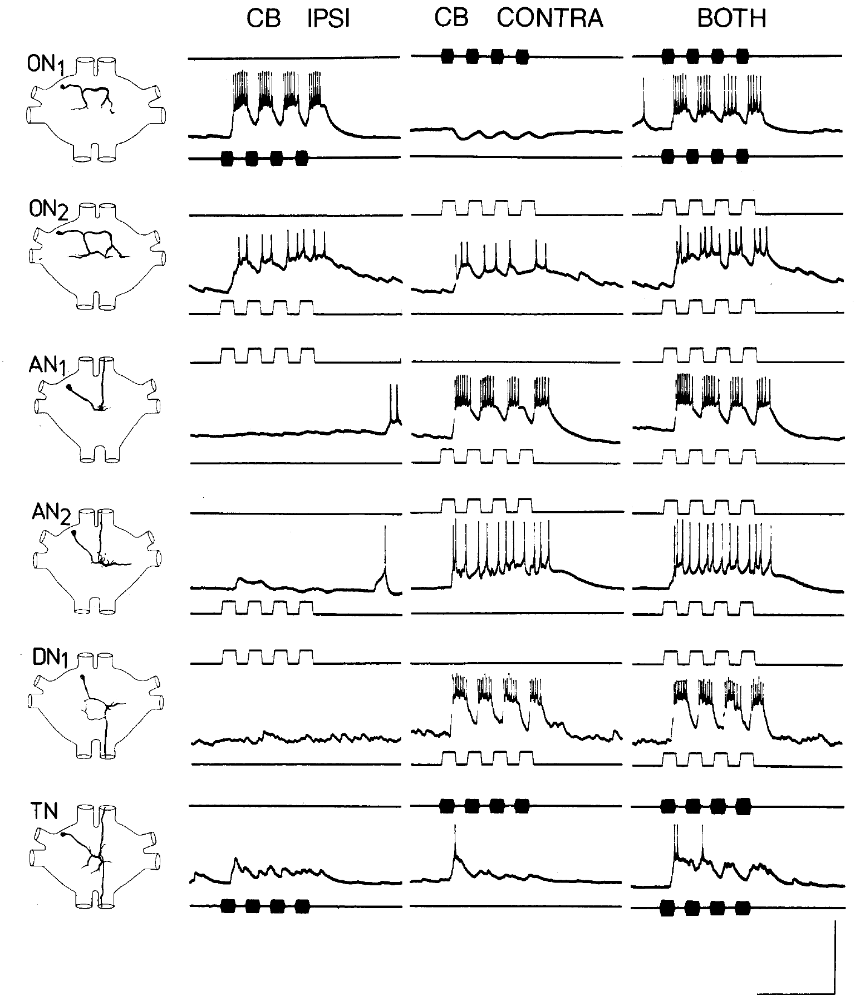 CB IPSI CB CONTRA BOTH
ON1
ON2
AN1
AN2
DN1
TN